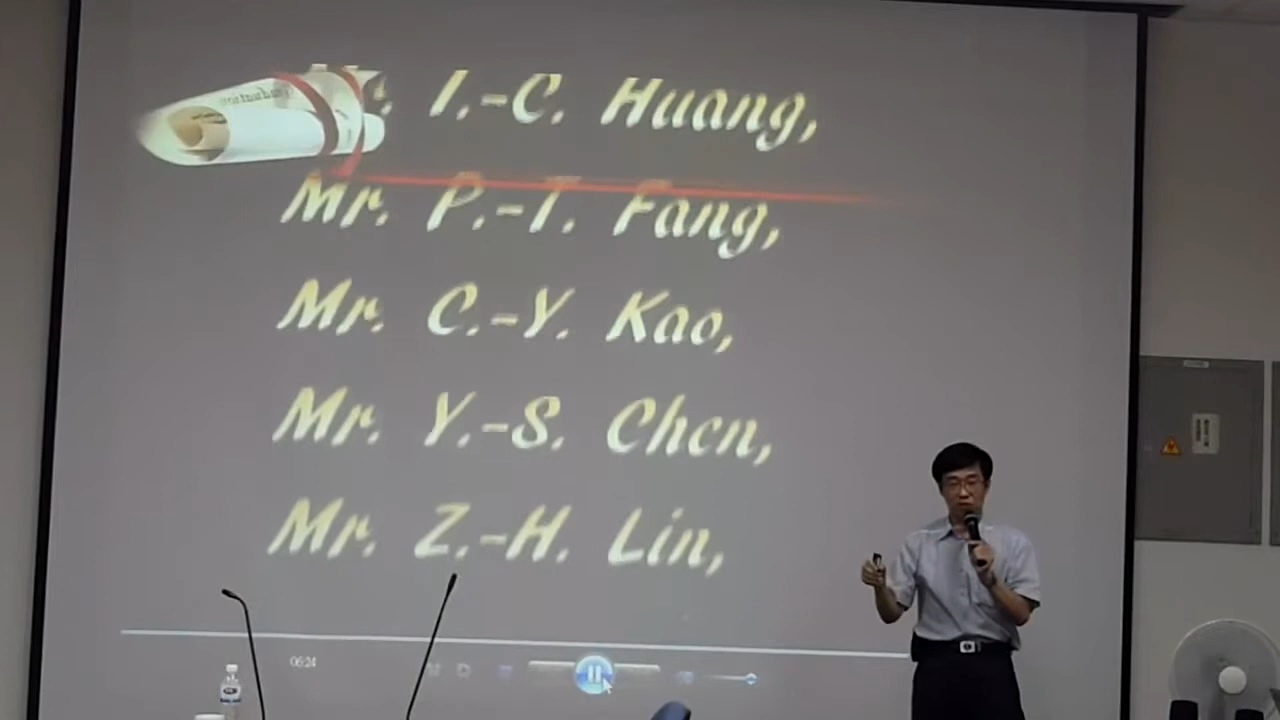 I.-C. Huang,
Mr. P.-T. Fang,
Mr. C.-Y. Kao,
Mr. Y.-S. Chen,
Mr. Z.-H. Lin,
06:24